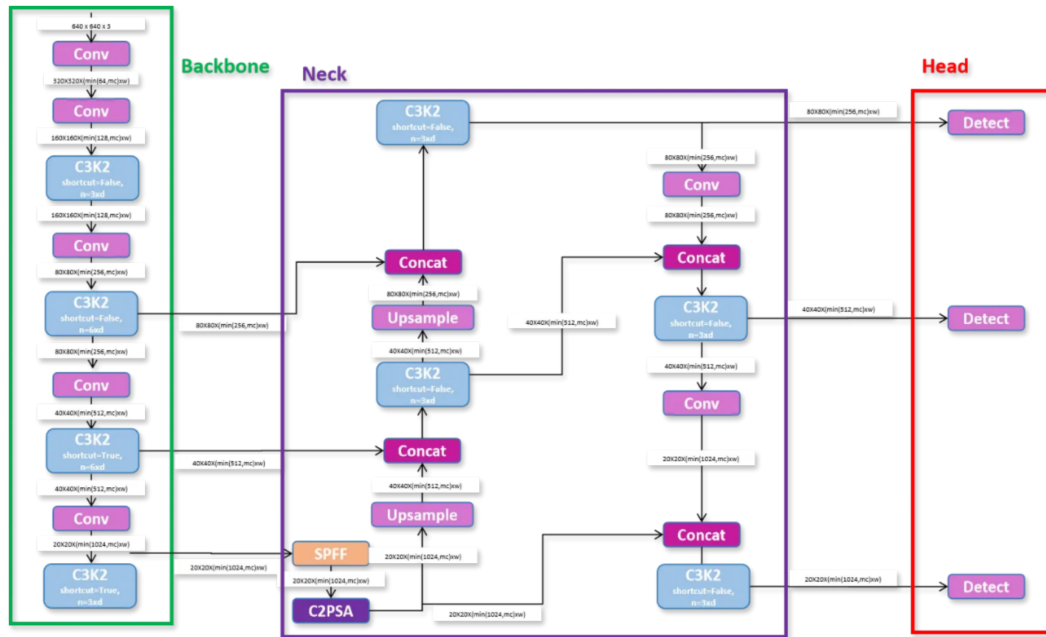 640 x 640 x 3
Conv
320X320X(min(64,mc)xw)
Conv
160X160X(min(128,mc)xw)
C3K2
shortcut=False,
n=3xd
160X160X(min(128,mc)xw)
Conv
80X80X(min(256,mc)xw)
C3K2
shortcut=False,
n=6xd
80X80X(min(256,mc)xw)
Conv
40X40X(min(512,mc)xw)
C3K2
shortcut=True,
n=6xd
40X40X(min(512,mc)xw)
Conv
20X20X(min(1024,mc)xw)
C3K2
shortcut=True,
n=3xd
Backbone
80X80X(min(256,mc)xw)
40X40X(min(512,mc)xw)
20X20X(min(1024,mc)xw)
Neck
C3K2
shortcut=False,
n=3xd
Concat
80X80X(min(256,mc)xw)
Upsample
40X40X(min(512,mc)xw)
C3K2
shortcut=False,
n=3xd
Concat
40X40X(min(512,mc)xw)
Upsample
20X20X(min(1024,mc)xw)
SPFF
20X20X(min(1024,mc)xw)
C2PSA
40X40X(min(512,mc)xw)
20X20X(min(1024,mc)xw)
80X80X(min(256,mc)xw)
Conv
80X80X(min(256,mc)xw)
Concat
C3K2
shortcut=False,
n=3xd
40X40X(min(512,mc)xw)
Conv
20X20X(min(1024,mc)xw)
Concat
C3K2
shortcut=False,
n=3xd
80X80X(min(256,mc)xw)
40X40X(min(512,mc)xw)
20X20X(min(1024,mc)xw)
Head
Detect
Detect
Detect